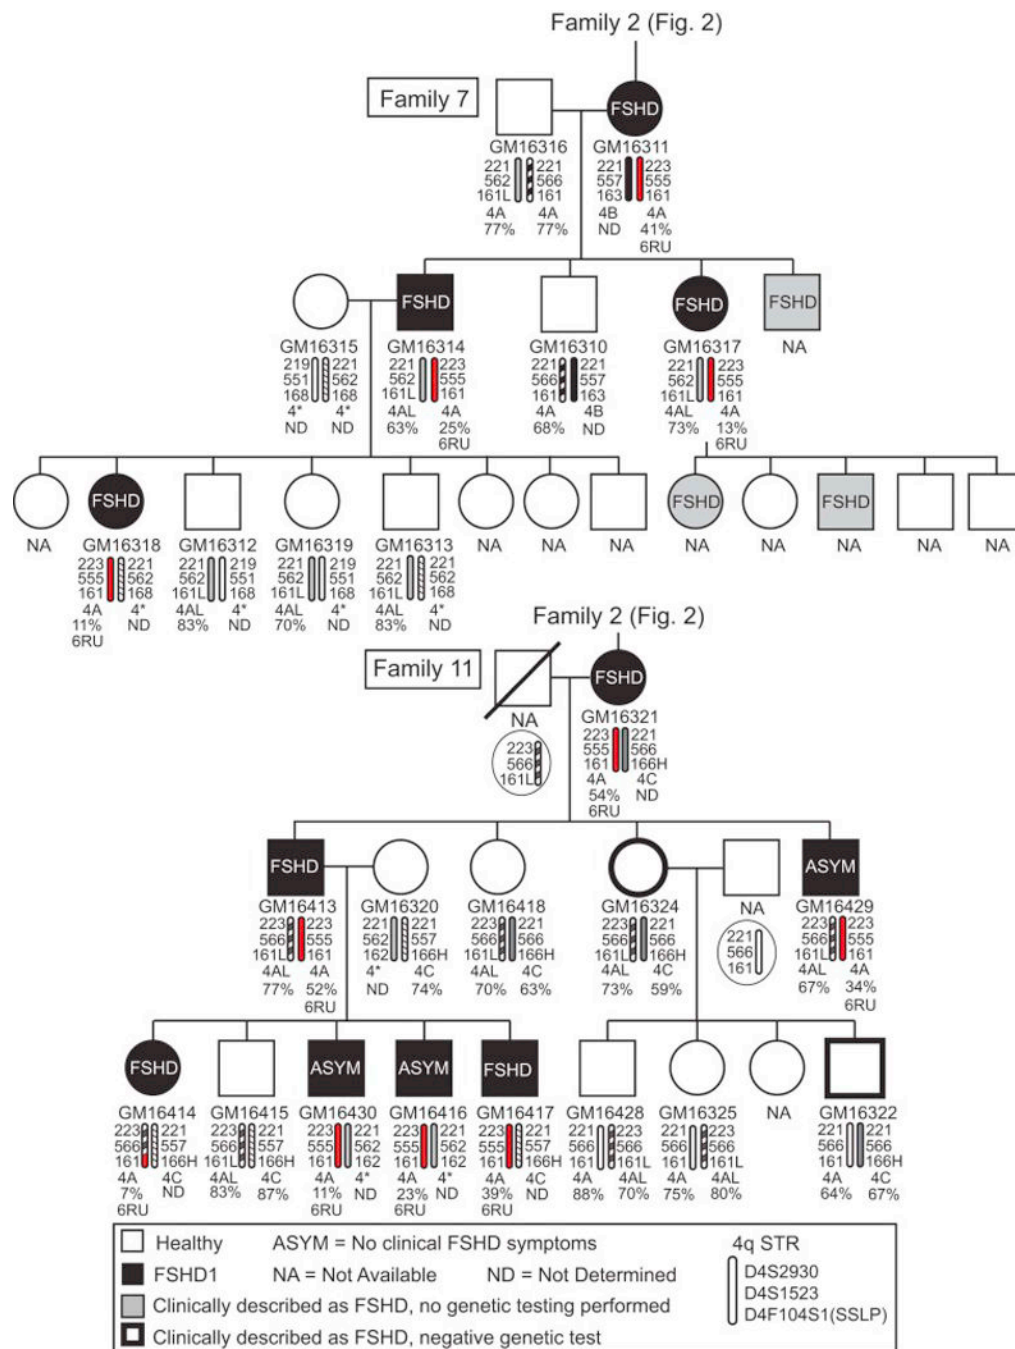 Family 2 (Fig. 2)
Family 7
FSHD
GM16316 GM16311
221 221 221 223
562 566 557 555
161L 161 163 161
4A 4A 4B 4A
77% 77% ND 41%
6RU
FSHD FSHD FSHD
GM16315 GM16314 GM16310 GM16317 NA
219 221 221 223 221 221 221 223
551 562 562 555 566 557 562 555
168 168 161L 161 161 163 161L 161
4* 4* 4AL 4A 4A 4B 4AL 4A
ND ND 63% 25% 68% ND 73% 13%
6RU 6RU
FSHD FSHD FSHD
NA GM16318 GM16312 GM16319 GM16313 NA NA NA NA NA NA NA NA
223 221 221 219 221 219 221 221
555 562 562 551 562 551 562 562
161 168 161L 168 161L 168 161L 168
4A 4* 4AL 4* 4AL 4* 4AL 4*
11% ND 83% ND 70% ND 83% ND
6RU
Family 2 (Fig. 2)
Family 11
FSHD
NA GM16321
223 223 221
566 555 566
161L 161 166H
4A 4C
54% ND
6RU
FSHD ASYM
GM16413 GM16320 GM16418 GM16324 NA GM16429
223 223 221 221 223 221 223 221 221 223 223
566 555 562 557 566 566 566 566 566 566 555
161L 161 162 166H 161L 166H 161L 166H 161 161L 161
4AL 4A 4* 4C 4AL 4C 4AL 4C 4AL 4A
77% 52% ND 74% 70% 63% 73% 59% 67% 34%
6RU 6RU
FSHD ASYM ASYM FSHD
GM16414 GM16415 GM16430 GM16416 GM16417 GM16428 GM16325 NA GM16322
223 221 223 221 223 221 223 221 223 221 221 223 221 223 221 221
566 557 566 557 555 562 555 562 555 557 566 566 566 566 566 566
161 166H 161L 166H 161 162 161 162 161 166H 161 161L 161 161L 161 166H
4A 4C 4AL 4C 4A 4* 4A 4* 4A 4C 4A 4AL 4A 4AL 4A 4C
7% ND 83% 87% 11% ND 23% ND 39% ND 88% 70% 75% 80% 64% 67%
6RU 6RU 6RU 6RU
Healthy ASYM = No clinical FSHD symptoms 4q STR
FSHD1 NA = Not Available ND = Not Determined D4S2930
Clinically described as FSHD, no genetic testing performed D4S1523
Clinically described as FSHD, negative genetic test D4F104S1(SSLP)